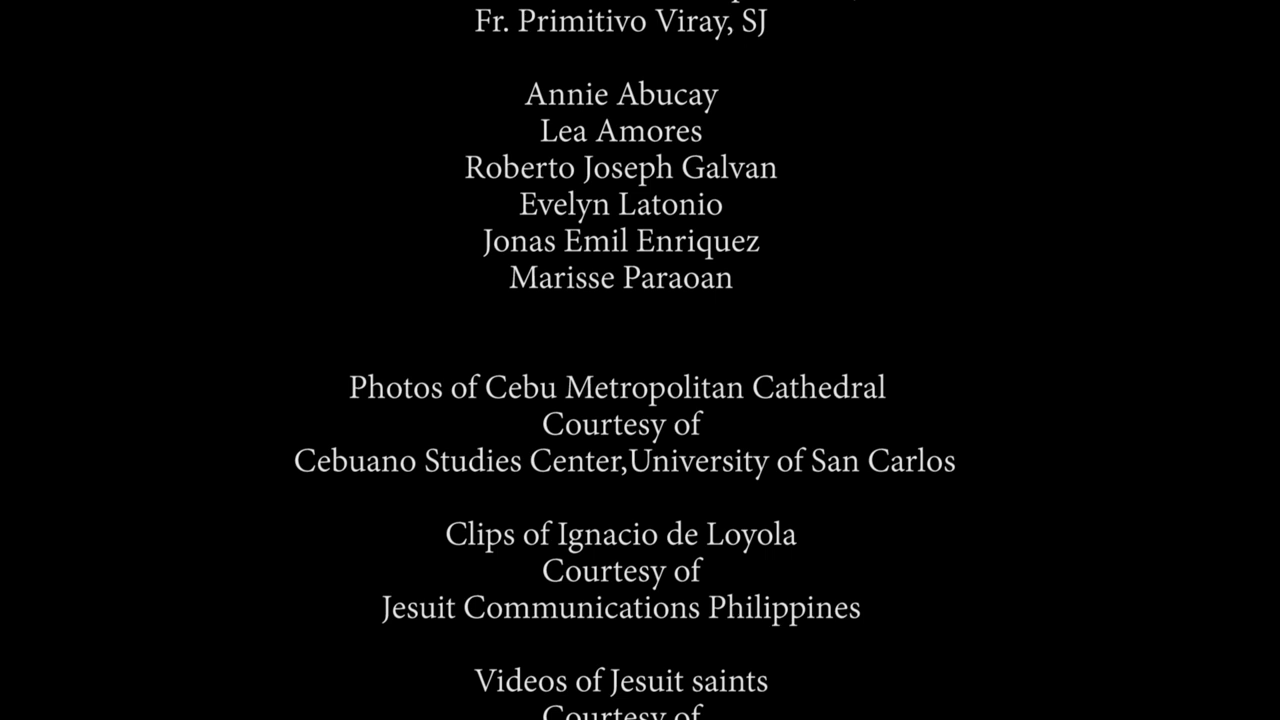 Fr. Primitivo Viray, SJ
Annie Abucay
Lea Amores
Roberto Joseph Galvan
Evelyn Latonio
Jonas Emil Enriquez
Marisse Paraoan
Photos of Cebu Metropolitan Cathedral
Courtesy of
Cebuano Studies Center,University of San Carlos
Clips of Ignacio de Loyola
Courtesy of
Jesuit Communications Philippines
Videos of Jesuit saints
Courtesy of